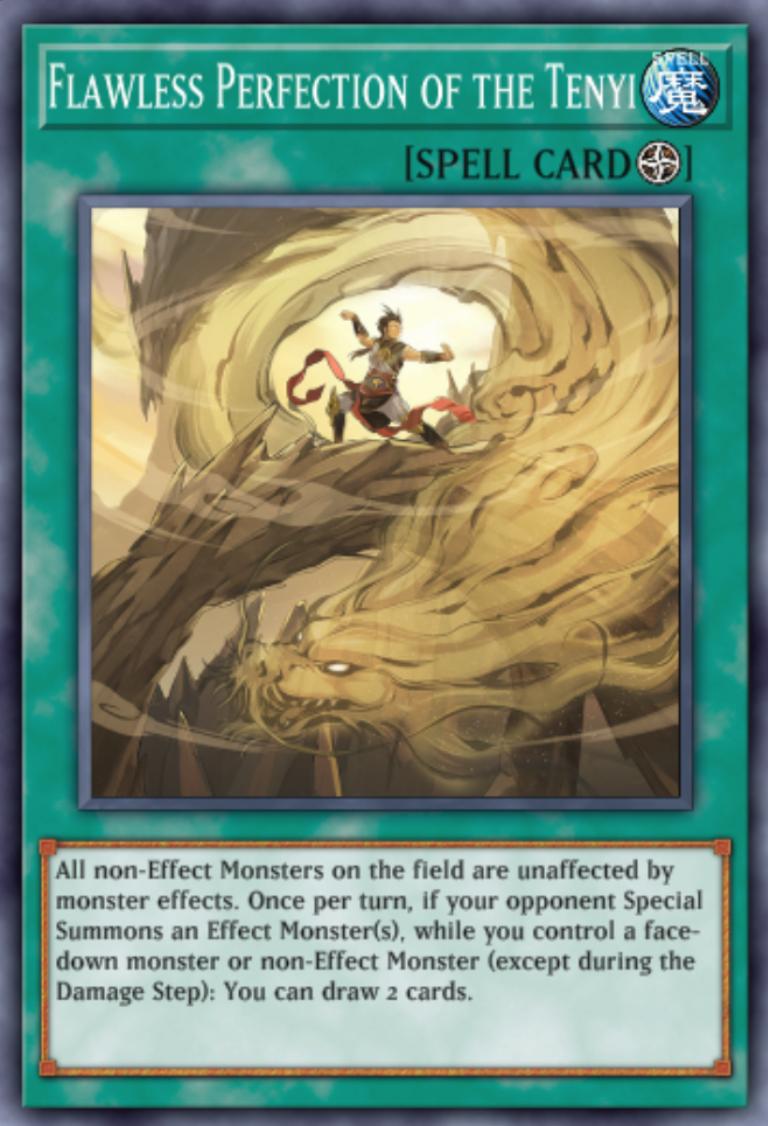 FLAWLESS PERFECTION OF THE TENYI
SPELL
魔
[SPELL CARD]
All non-Effect Monsters on the field are unaffected by
monster effects. Once per turn, if your opponent Special
Summons an Effect Monster(s), while you control a face-
down monster or non-Effect Monster (except during the
Damage Step): You can draw 2 cards.